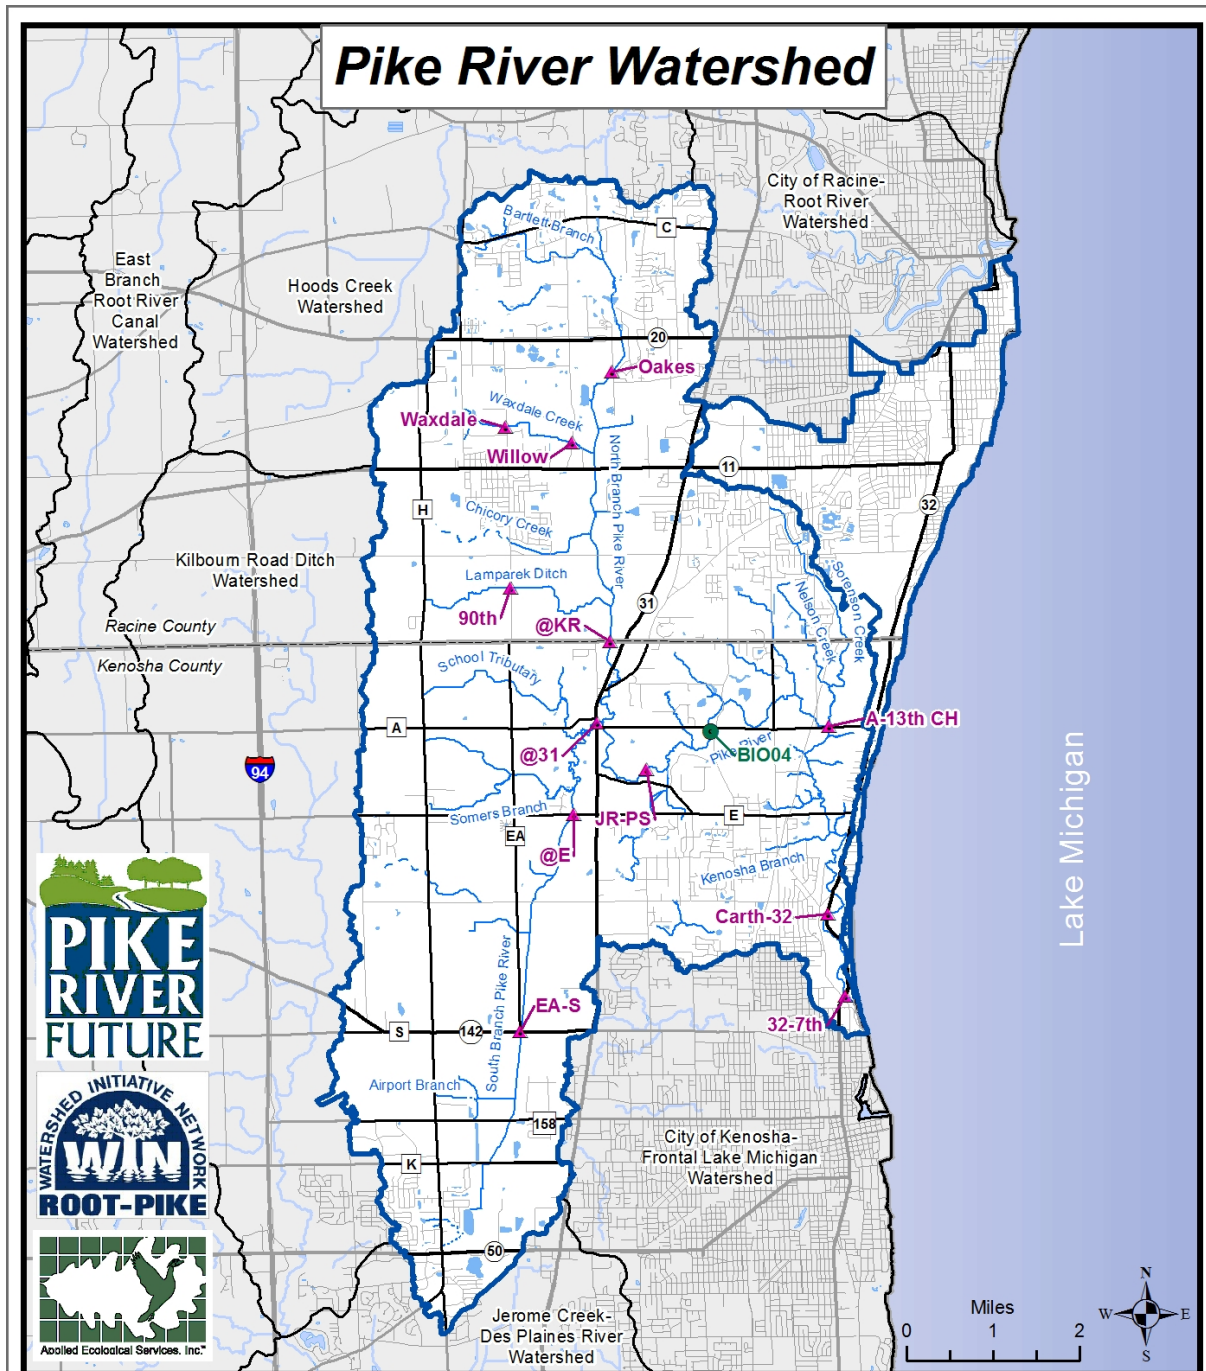 Pike River Watershed
City of Racine-
Root River
Watershed
Bartlett Branch
C
East
Branch
Root River
Canal
Watershed
Hoods Creek
Watershed
20
Oakes
Waxdale Creek
Waxdale
Willow
North Branch Pike River
11
32
H
Chicory Creek
Kilbourn Road Ditch
Watershed
Lamparek Ditch
90th
31
Nelson Creek
Sorenson Creek
@KR
Racine County
Kenosha County
School Tributary
A
@31
A-13th CH
Pike River
BIO04
94
Somers Branch
JR-PS
E
EA
@E
Kenosha Branch
Carth-32
Lake Michigan
South Branch Pike River
EA-S
32-7th
S
142
Airport Branch
158
K
City of Kenosha-
Frontal Lake Michigan
Watershed
50
Jerome Creek-
Des Plaines River
Watershed
PIKE
RIVER
FUTURE
WATERSHED INITIATIVE NETWORK
WIN
ROOT-PIKE
Applied Ecological Services, Inc.™
Miles
0 1 2
N
W E
S